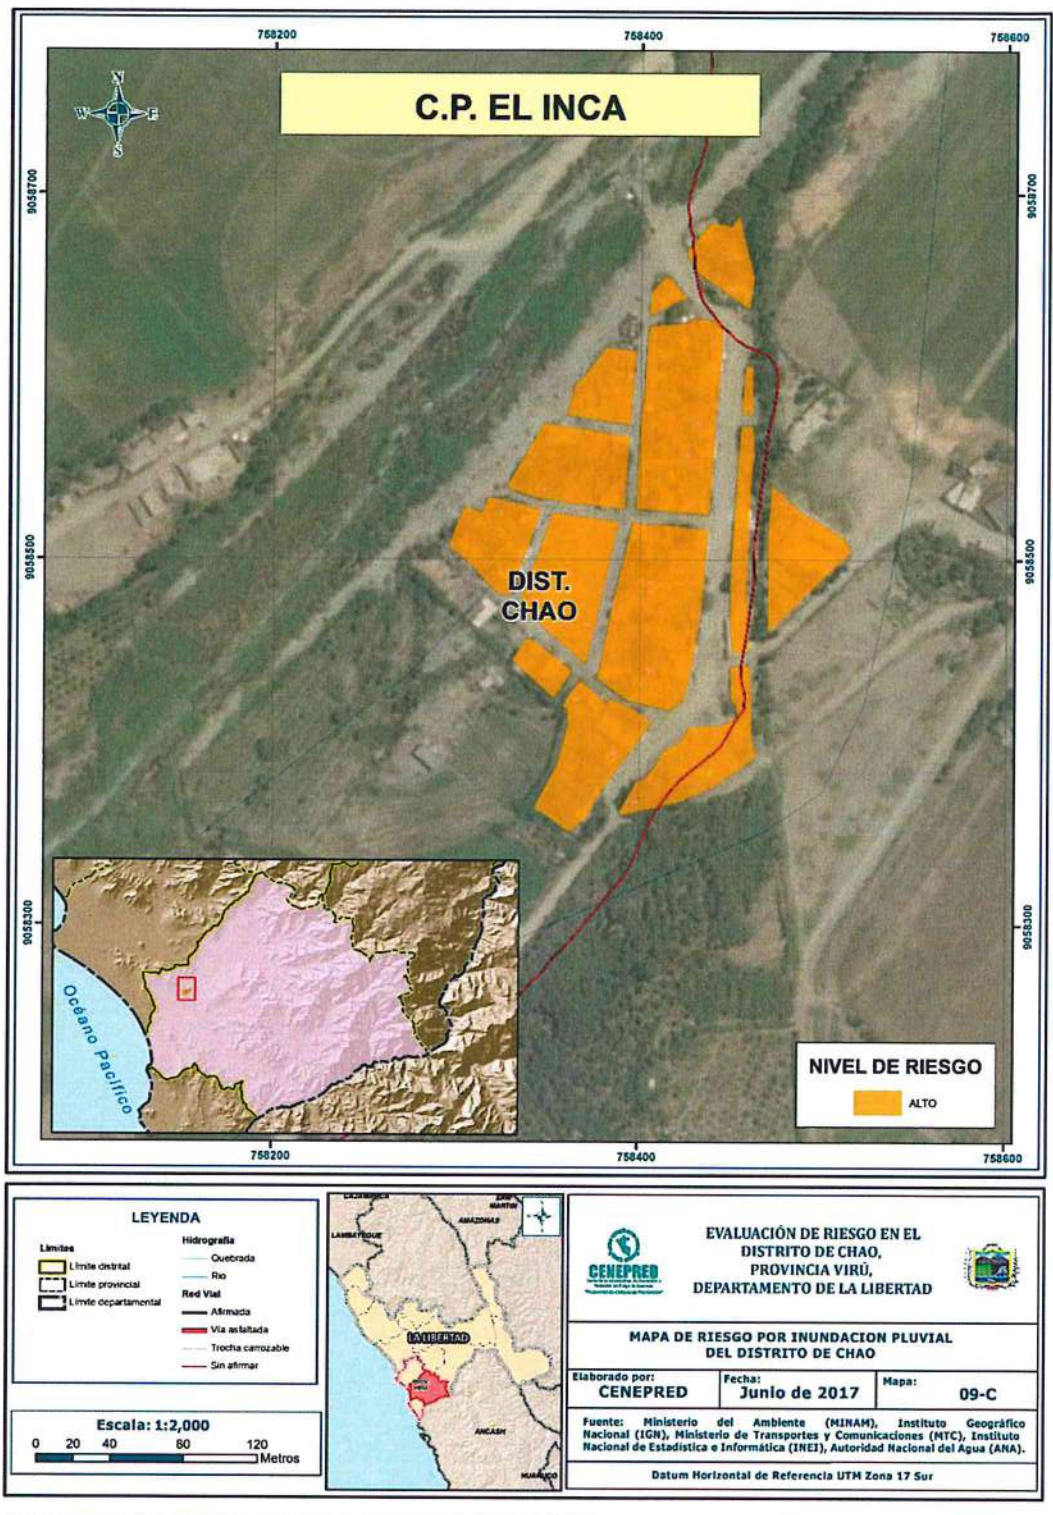 758200 758400 758600
N
W E
S
C.P. EL INCA
9058700 9058700
9058500 9058500
DIST.
CHAO
9058300 9058300
Océano Pacífico
NIVEL DE RIESGO
ALTO
758200 758400 758600
LEYENDA
Límites
Límite distrital
Límite provincial
Límite departamental
Hidrografía
Quebrada
Rio
Red Vial
Afirmada
Vía asfaltada
Trocha carrozable
Sin afirmar
Escala: 1:2,000
0 20 40 80 120
Metros
CAJAMARCA
SAN
MARTIN
AMAZONAS
LAMBAYEQUE
LA LIBERTAD
ANCASH
HUANUCO
CENEPRED
EVALUACIÓN DE RIESGO EN EL
DISTRITO DE CHAO,
PROVINCIA VIRÚ,
DEPARTAMENTO DE LA LIBERTAD
MAPA DE RIESGO POR INUNDACION PLUVIAL
DEL DISTRITO DE CHAO
Elaborado por:
CENEPRED
Fecha:
Junio de 2017
Mapa:
09-C
Fuente: Ministerio del Ambiente (MINAM), Instituto Geográfico
Nacional (IGN), Ministerio de Transportes y Comunicaciones (MTC), Instituto
Nacional de Estadística e Informática (INEI), Autoridad Nacional del Agua (ANA).
Datum Horizontal de Referencia UTM Zona 17 Sur